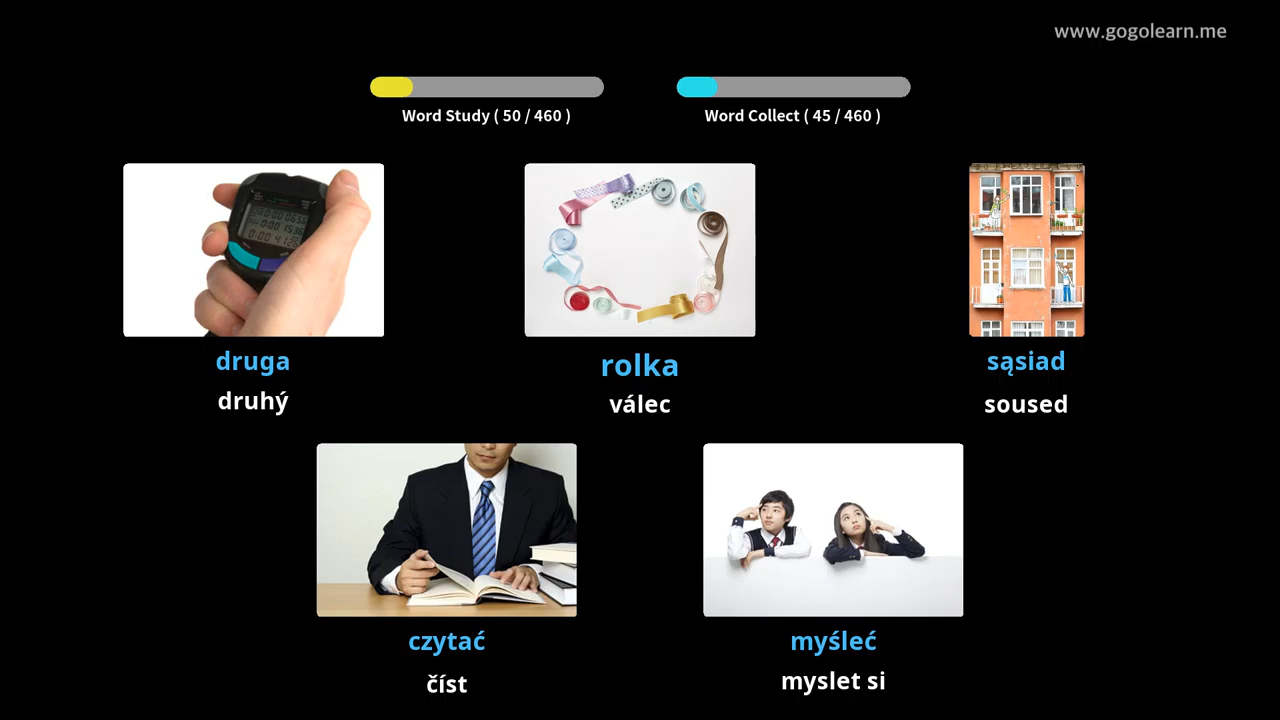 www.gogolearn.me
Word Study ( 50 / 460 )
Word Collect ( 45 / 460 )
druga
druhý
rolka
válec
sąsiad
soused
czytać
číst
myśleć
myslet si